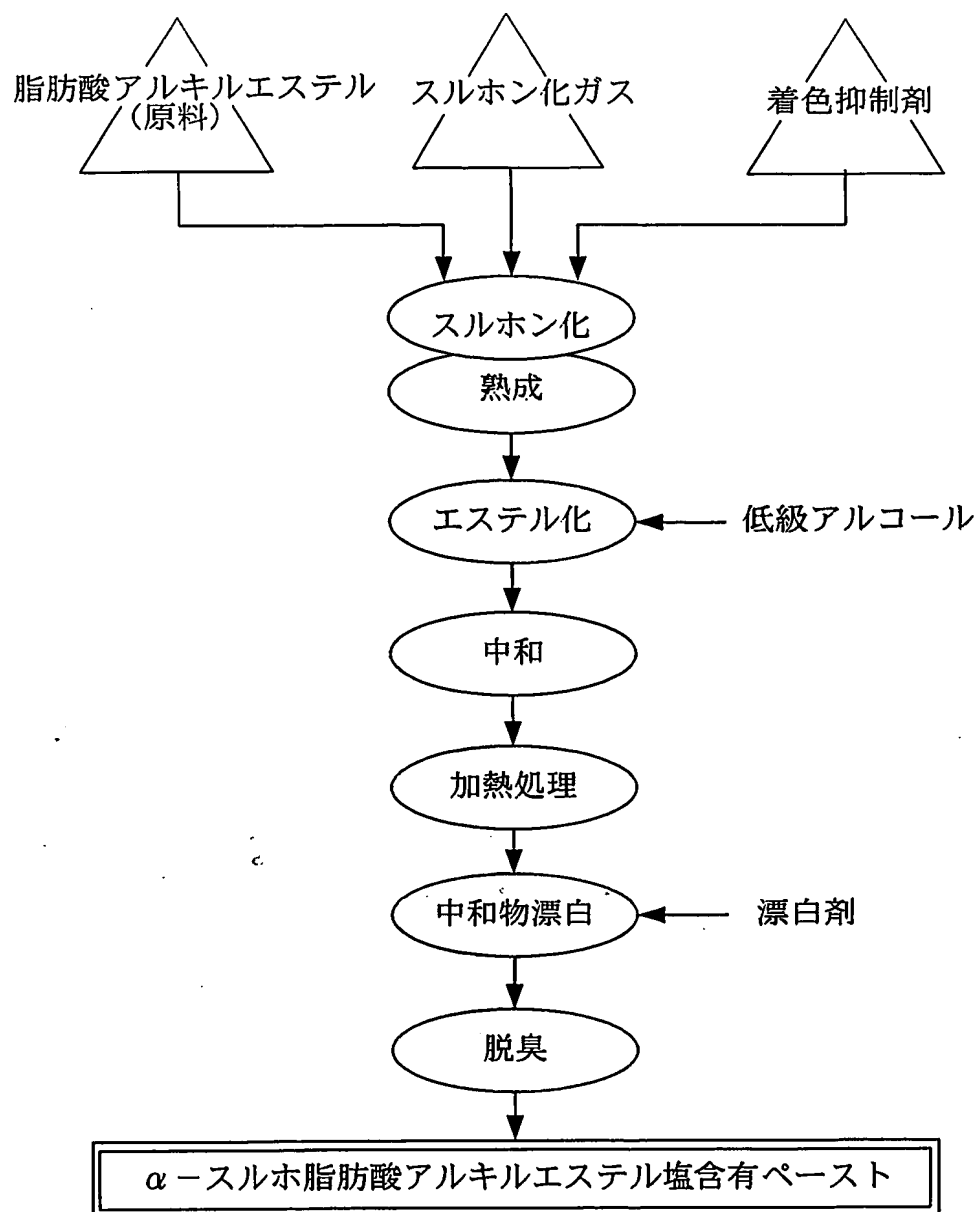 脂肪酸アルキルエステル
（原料）
スルホン化ガス
着色抑制剤
スルホン化
熟成
エステル化
低級アルコール
中和
加熱処理
中和物漂白
漂白剤
脱臭
α－スルホ脂肪酸アルキルエステル塩含有ペースト